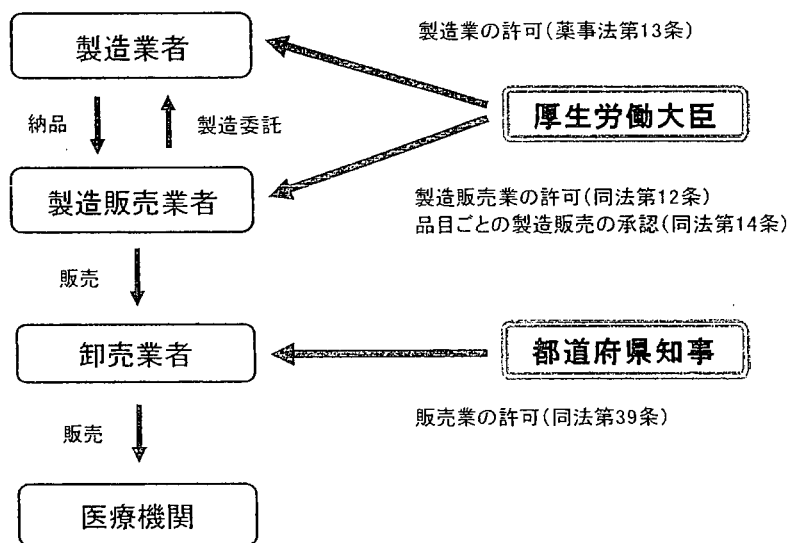 製造業者
製造業の許可(薬事法第13条)
厚生労働大臣
納品
製造委託
製造販売業者
製造販売業の許可(同法第12条)
品目ごとの製造販売の承認(同法第14条)
販売
卸売業者
都道府県知事
販売業の許可(同法第39条)
販売
医療機関